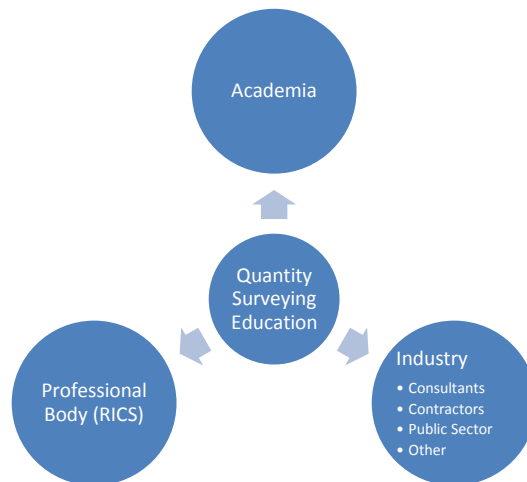 Academia
Quantity
Surveying
Education
Professional
Body (RICS)
Industry
• Consultants
• Contractors
• Public Sector
• Other